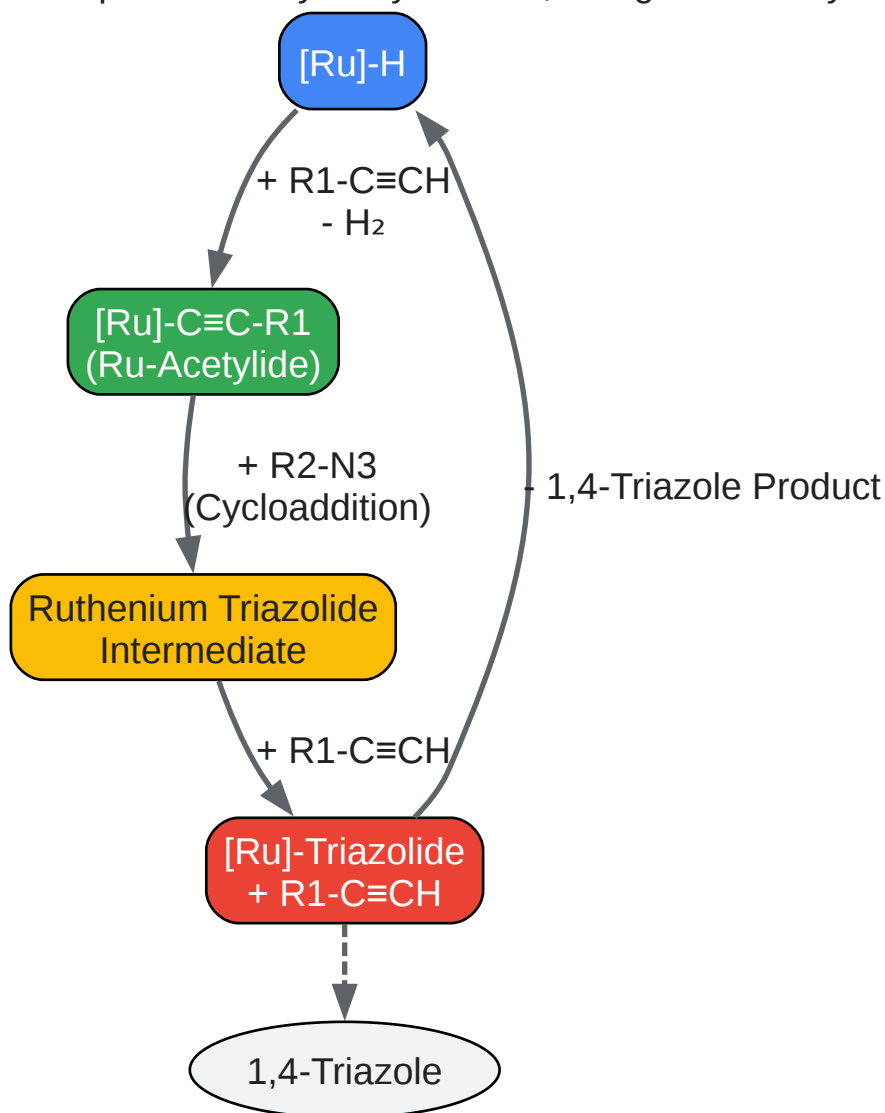 [Ru]-H
+ R1-C≡CH
- H₂
[Ru]-C≡C-R1
(Ru-Acetylide)
+ R2-N3
(Cycloaddition)
- 1,4-Triazole Product
Ruthenium Triazolide
Intermediate
+ R1-C≡CH
[Ru]-Triazolide
+ R1-C≡CH
1,4-Triazole